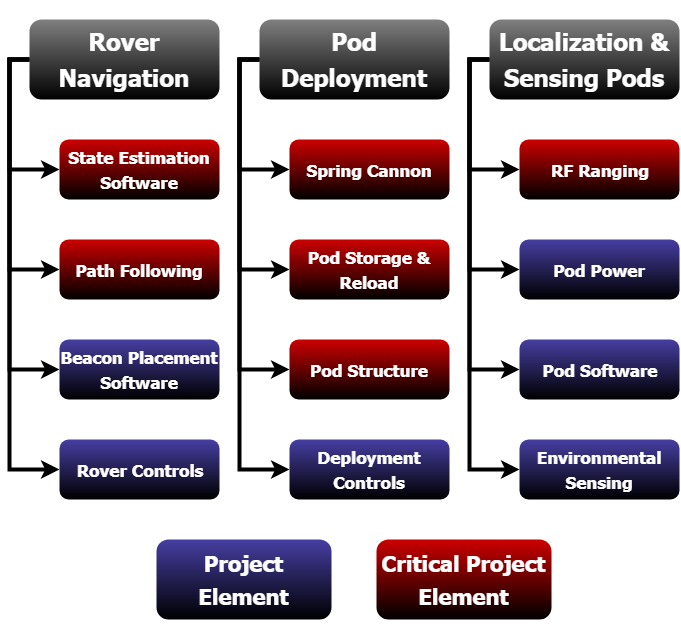 Rover
Navigation
State Estimation
Software
Path Following
Beacon Placement
Software
Rover Controls
Pod
Deployment
Spring Cannon
Pod Storage &
Reload
Pod Structure
Deployment
Controls
Localization &
Sensing Pods
RF Ranging
Pod Power
Pod Software
Environmental
Sensing
Project
Element
Critical Project
Element